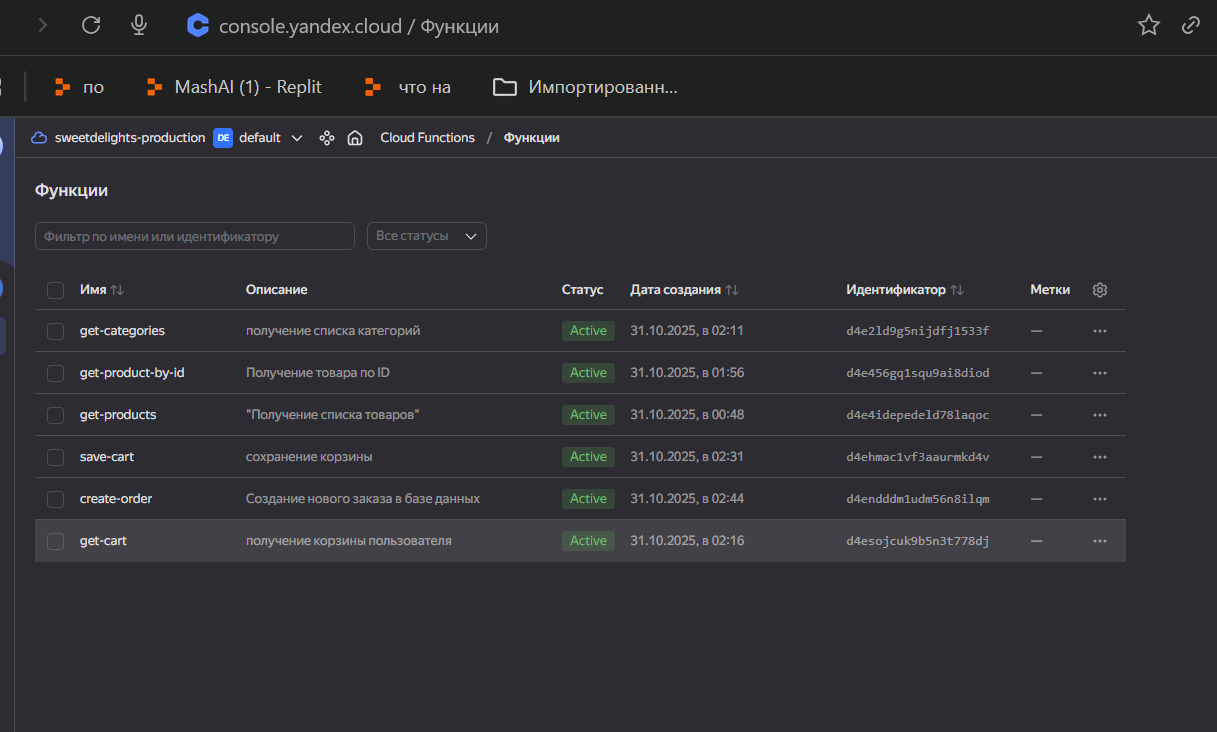 console.yandex.cloud / Функции
по MashAI (1) - Replit что на Импортированн...
sweetdelights-production DE default Cloud Functions / Функции
Функции
Фильтр по имени или идентификатору Все статусы
Имя Описание Статус Дата создания Идентификатор Метки
get-categories получение списка категорий Active 31.10.2025, в 02:11 d4e2ld9g5nijdfj1533f —
get-product-by-id Получение товара по ID Active 31.10.2025, в 01:56 d4e456gq1squ9ai8diod —
get-products "Получение списка товаров" Active 31.10.2025, в 00:48 d4e4idepedeld78laqoc —
save-cart сохранение корзины Active 31.10.2025, в 02:31 d4ehmac1vf3aaurmkd4v —
create-order Создание нового заказа в базе данных Active 31.10.2025, в 02:44 d4endddm1udm56n8ilqm —
get-cart получение корзины пользователя Active 31.10.2025, в 02:16 d4esojcuk9b5n3t778dj —